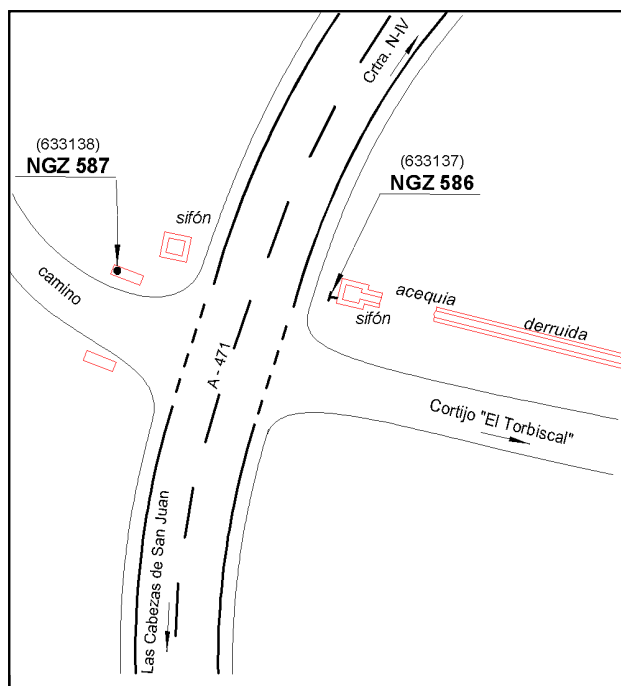 Crtra. N-IV
(633138)
NGZ 587
(633137)
NGZ 586
sifón
camino
acequia
sifón
derruida
A - 471
Cortijo "El Torbiscal"
Las Cabezas de San Juan